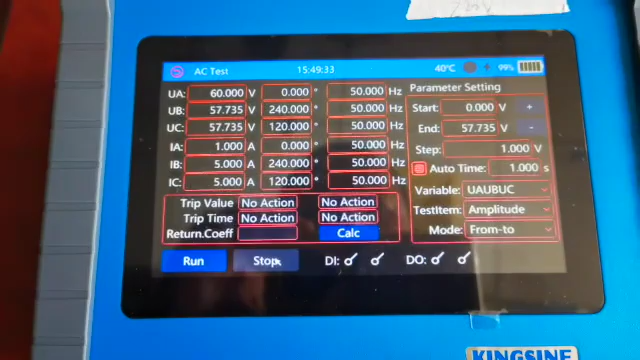 AC Test 15:49:33 40°C 99%
UA: 60.000 V 0.000 ° 50.000 Hz
UB: 57.735 V 240.000 ° 50.000 Hz
UC: 57.735 V 120.000 ° 50.000 Hz
IA: 1.000 A 0.000 ° 50.000 Hz
IB: 5.000 A 240.000 ° 50.000 Hz
IC: 5.000 A 120.000 ° 50.000 Hz
Trip Value No Action No Action
Trip Time No Action No Action
Return.Coeff Calc
Parameter Setting
Start: 0.000 V +
End: 57.735 V -
Step: 1.000 V
Auto Time: 1.000 s
Variable: UAUBUC
TestItem: Amplitude
Mode: From-to
Run Stop DI: DO:
KINGSINE